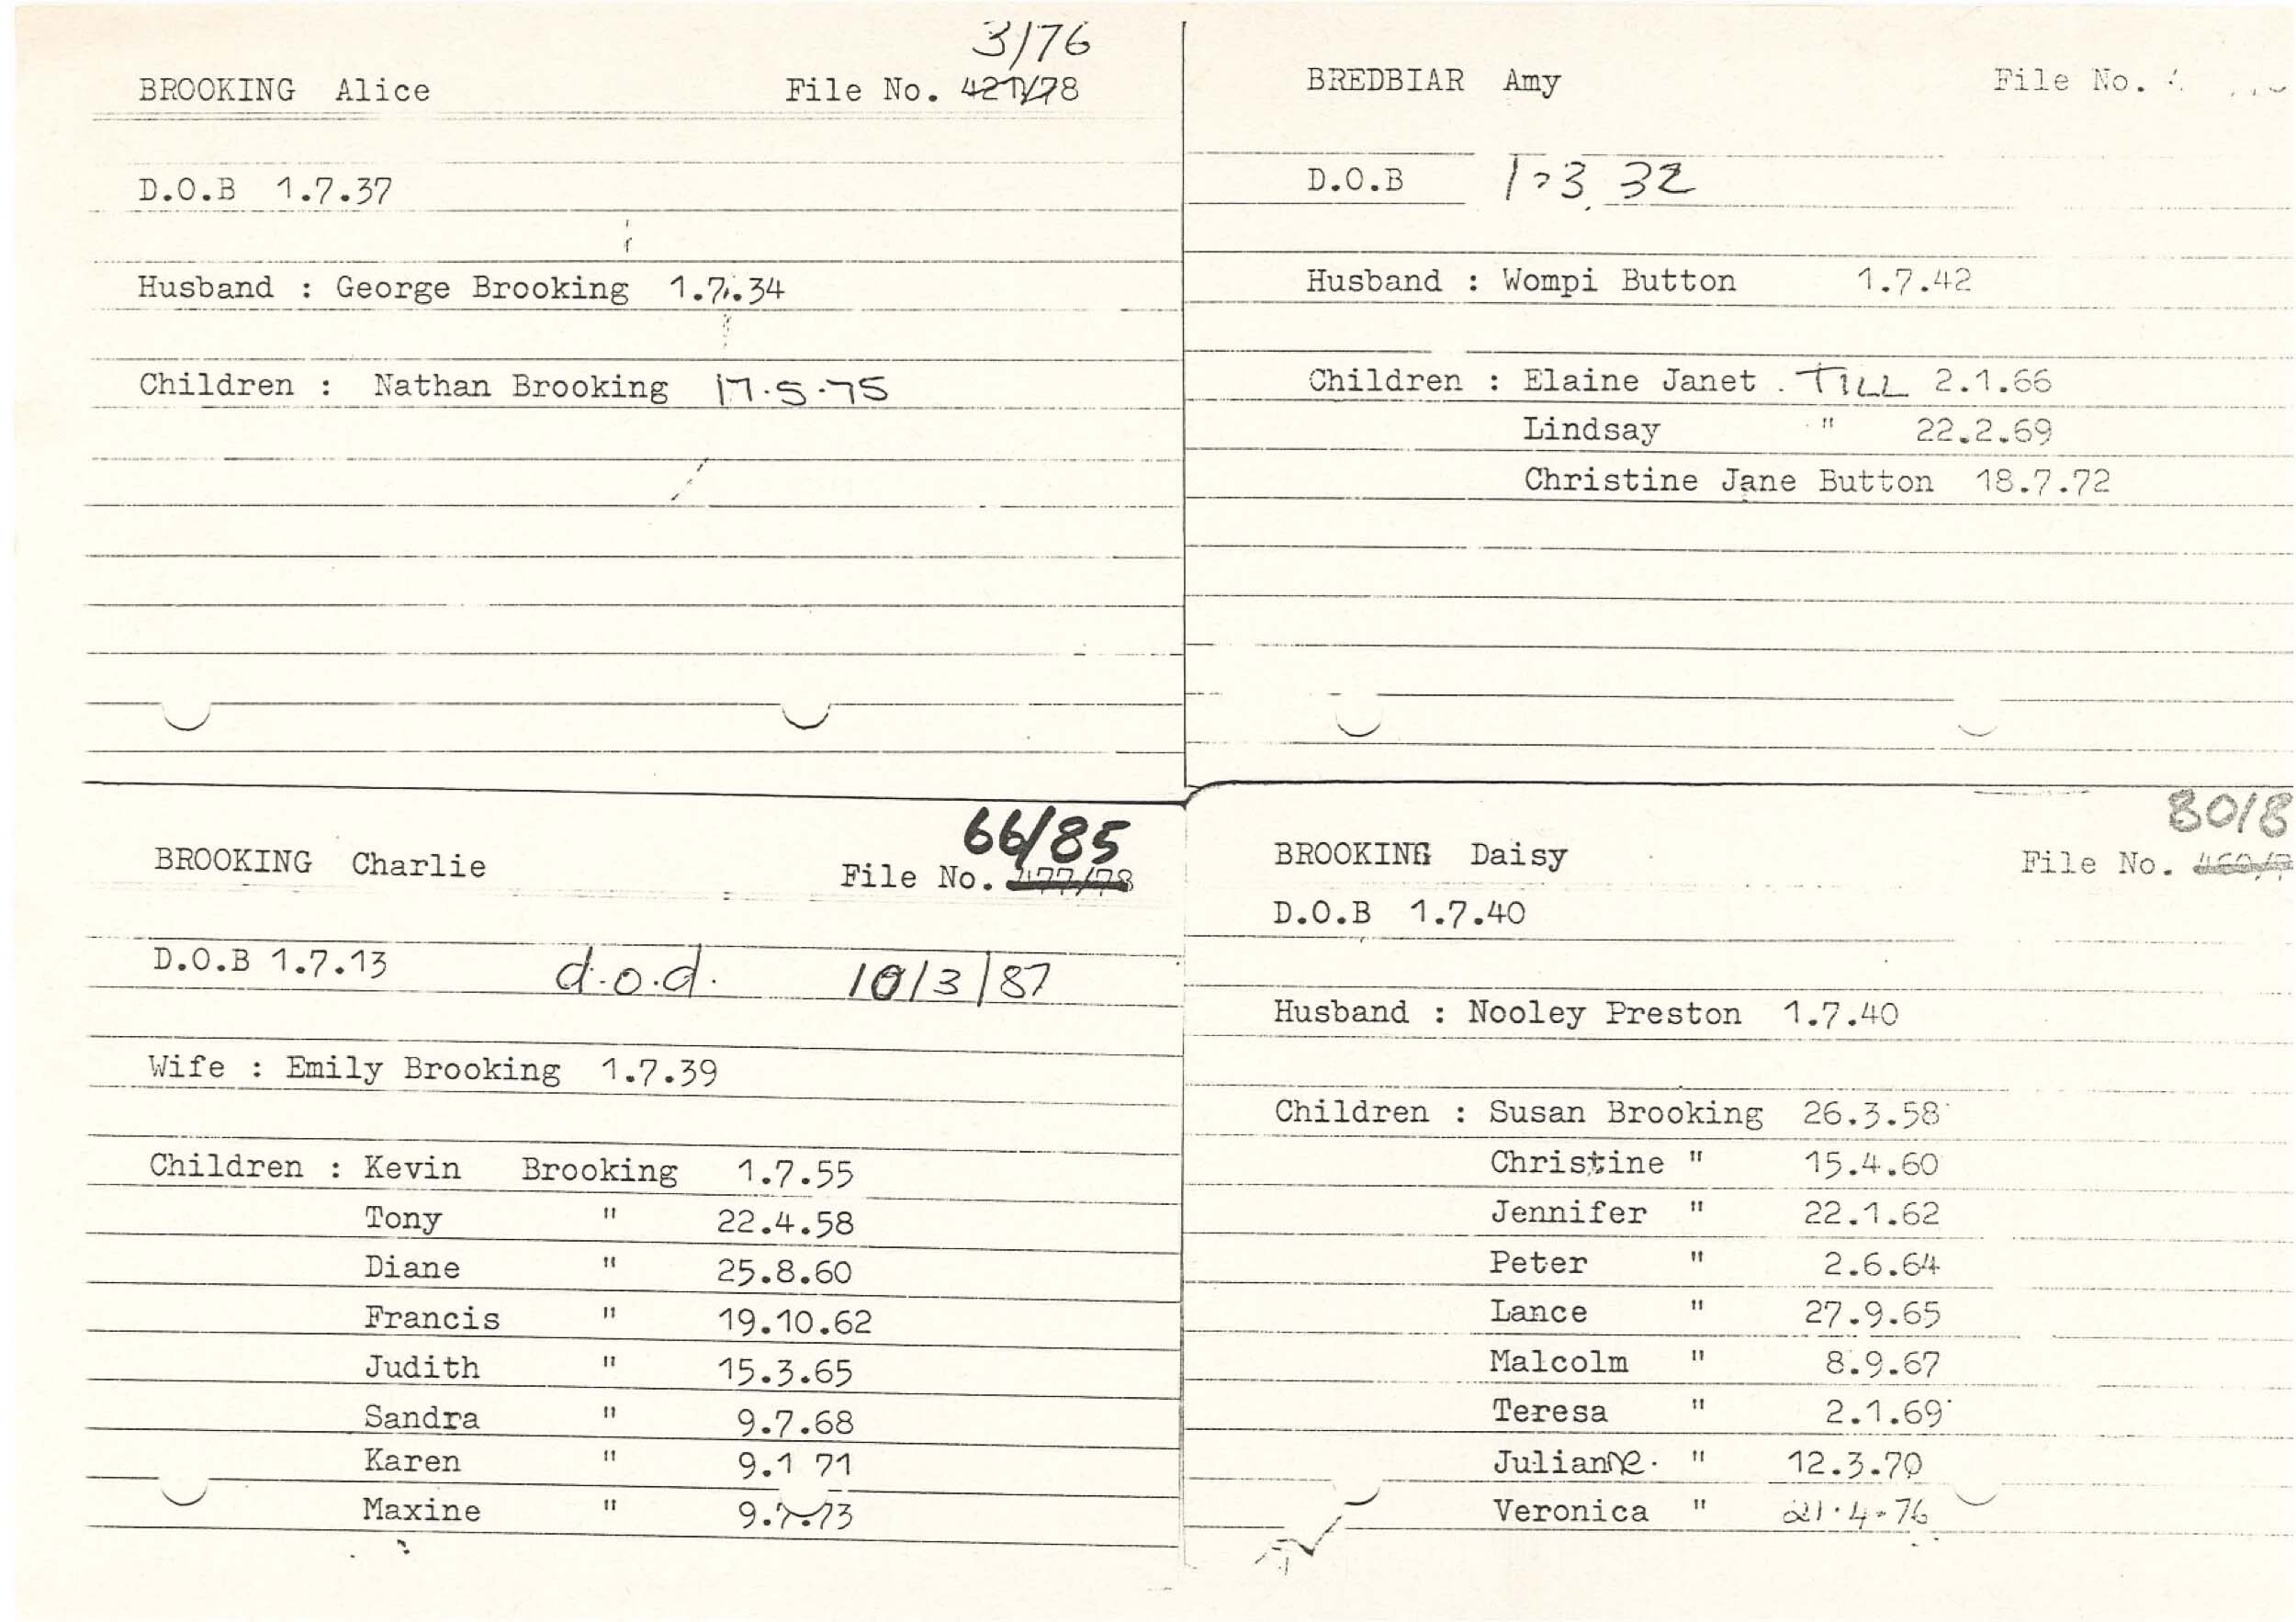 3/76
BROOKING Alice File No. 427/78
D.O.B 1.7.37
Husband : George Brooking 1.7.34
Children : Nathan Brooking 17.5.75
BREDBIAR Amy File No.
D.O.B 32
Husband : Wompi Button 1.7.42
Children : Elaine Janet . TILL 2.1.66
Lindsay " 22.2.69
Christine Jane Button 18.7.72
66/85
BROOKING Charlie File No. 477/78
D.O.B 1.7.13 d.o.d. 10/3/87
Wife : Emily Brooking 1.7.39
Children : Kevin Brooking 1.7.55
Tony " 22.4.58
Diane " 25.8.60
Francis " 19.10.62
Judith " 15.3.65
Sandra " 9.7.68
Karen " 9.1 71
Maxine " 9.7.73
80/8
BROOKING Daisy File No.
D.O.B 1.7.40
Husband : Nooley Preston 1.7.40
Children : Susan Brooking 26.3.58
Christine " 15.4.60
Jennifer " 22.1.62
Peter " 2.6.64
Lance " 27.9.65
Malcolm " 8.9.67
Teresa " 2.1.69
Julianne. " 12.3.70
Veronica " 21.4.76